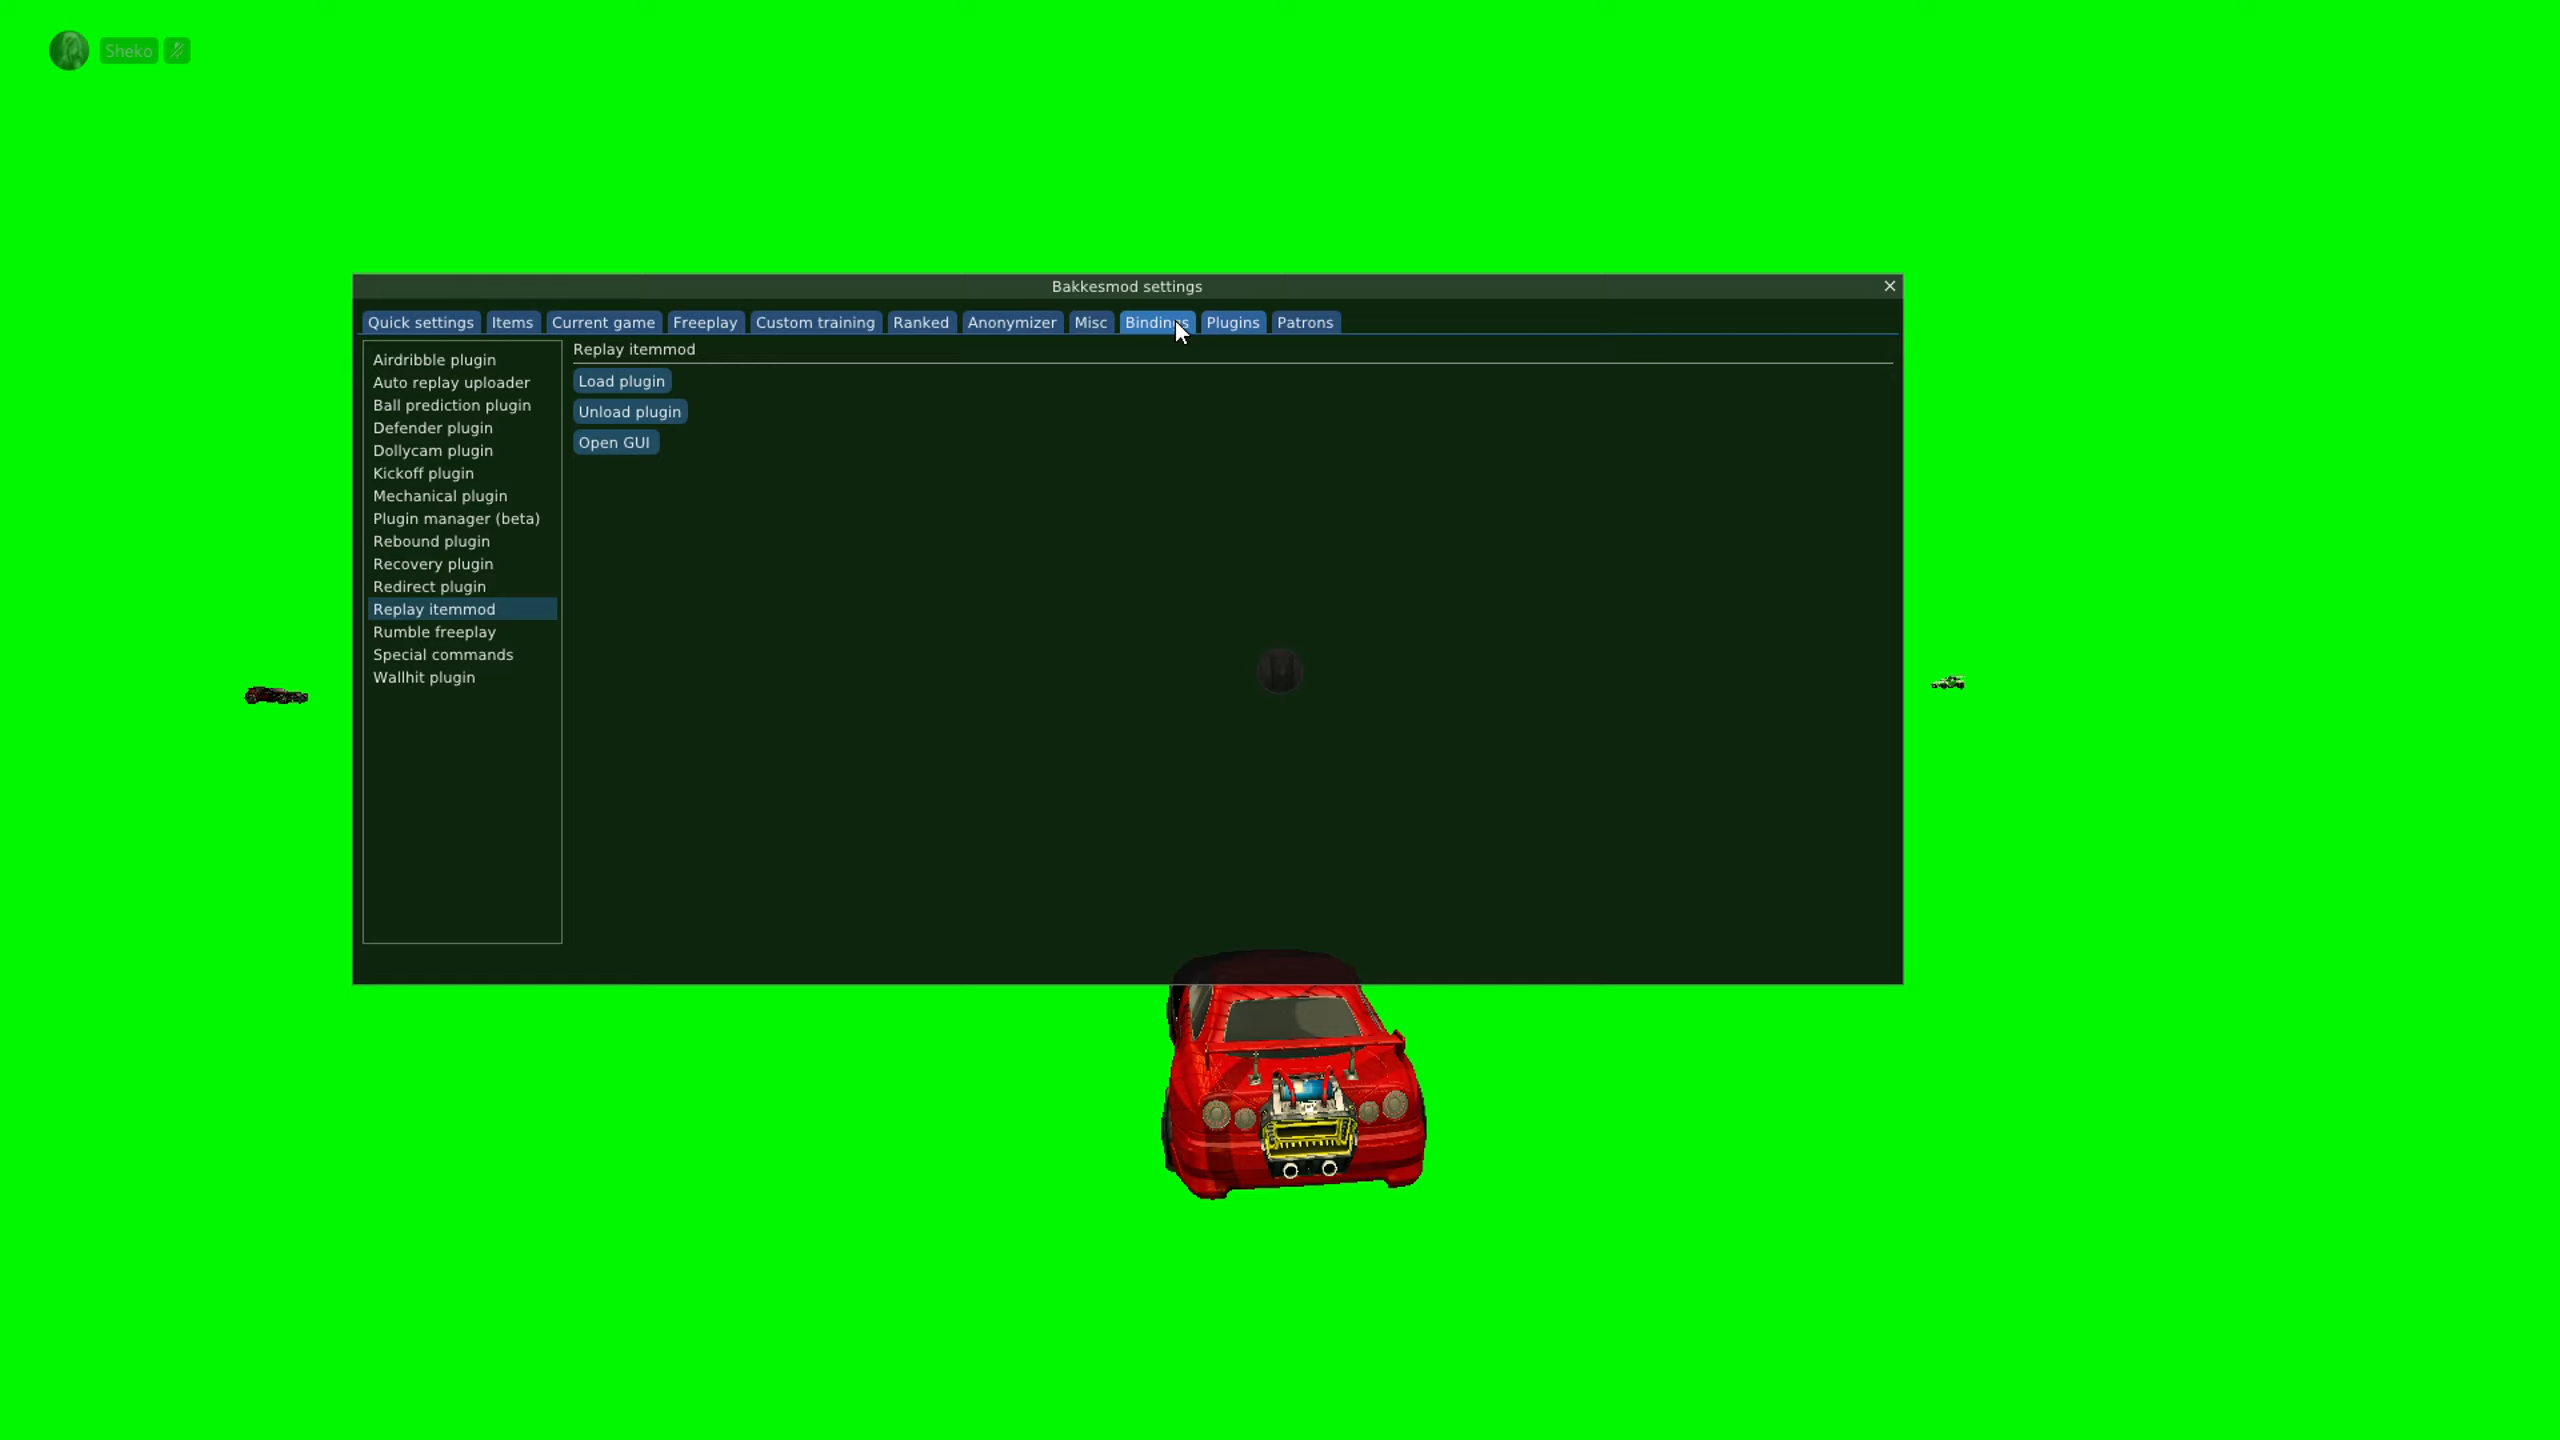 Sheko
Bakkesmod settings
Quick settings Items Current game Freeplay Custom training Ranked Anonymizer Misc Bindings Plugins Patrons
Airdribble plugin
Auto replay uploader
Ball prediction plugin
Defender plugin
Dollycam plugin
Kickoff plugin
Mechanical plugin
Plugin manager (beta)
Rebound plugin
Recovery plugin
Redirect plugin
Replay itemmod
Rumble freeplay
Special commands
Wallhit plugin
Replay itemmod
Load plugin
Unload plugin
Open GUI